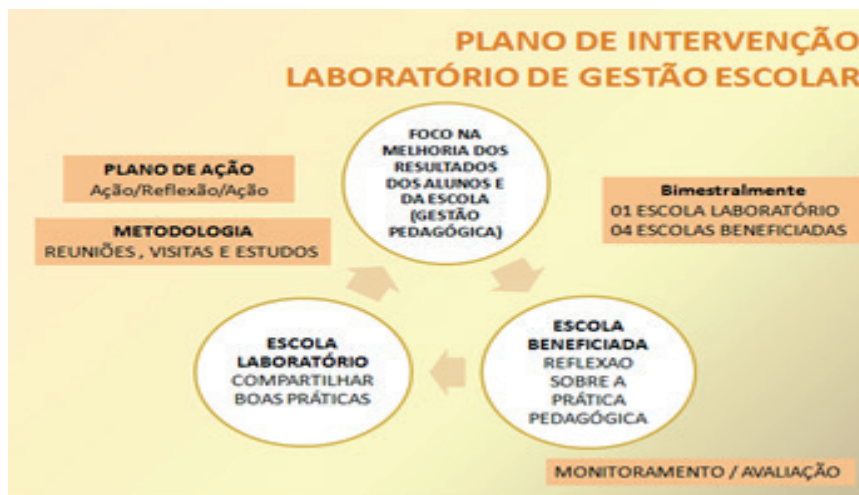 PLANO DE INTERVENÇÃO
LABORATÓRIO DE GESTÃO ESCOLAR
FOCO NA
MELHORIA DOS
RESULTADOS
DOS ALUNOS E
DA ESCOLA
(GESTÃO
PEDAGÓGICA)
PLANO DE AÇÃO
Ação/Reflexão/Ação
METODOLOGIA
REUNIÕES , VISITAS E ESTUDOS
Bimestralmente
01 ESCOLA LABORATÓRIO
04 ESCOLAS BENEFICIADAS
ESCOLA
LABORATÓRIO
COMPARTILHAR
BOAS PRÁTICAS
ESCOLA
BENEFICIADA
REFLEXAO
SOBRE A
PRÁTICA
PEDAGÓGICA
MONITORAMENTO / AVALIAÇÃO